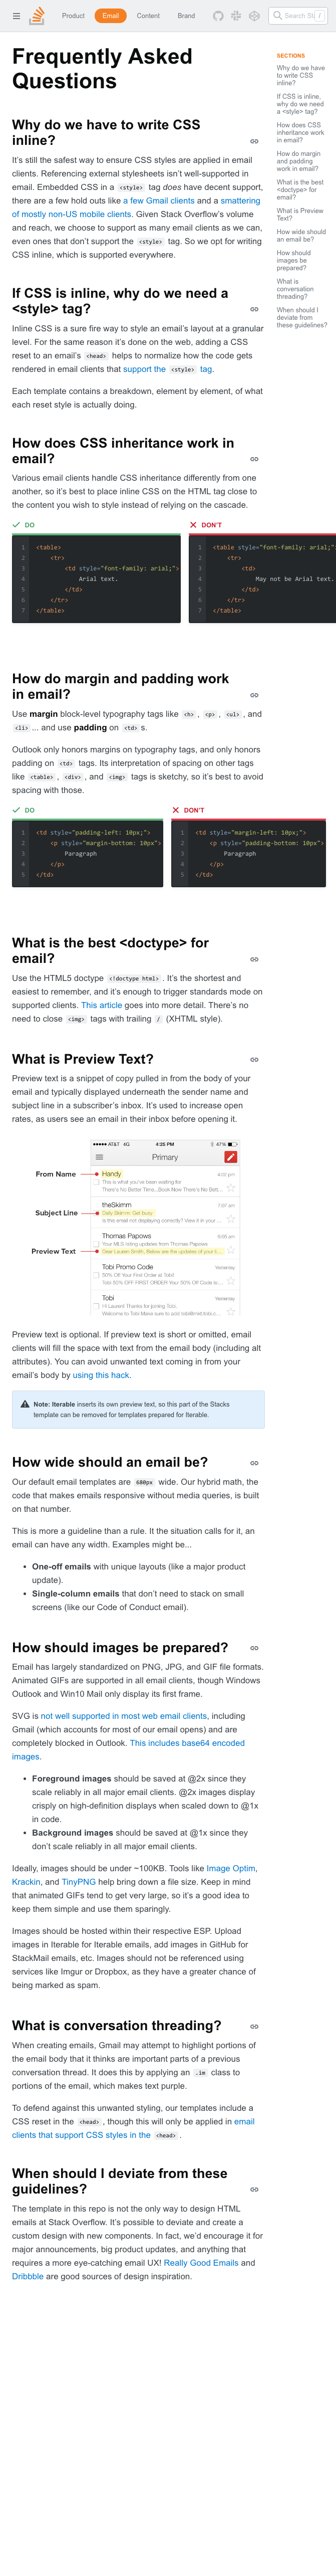 Product
Email
Content
Brand
Search St
/
Frequently Asked
Questions
SECTIONS
Why do we have
to write CSS
inline?
If CSS is inline,
why do we need
a <style> tag?
How does CSS
inheritance work
in email?
How do margin
and padding
work in email?
What is the best
<doctype> for
email?
What is Preview
Text?
How wide should
an email be?
How should
images be
prepared?
What is
conversation
threading?
When should I
deviate from
these guidelines?
Why do we have to write CSS
inline?
It’s still the safest way to ensure CSS styles are applied in email
clients. Referencing external stylesheets isn’t well-supported in
email. Embedded CSS in a <style> tag does have great support,
there are a few hold outs like a few Gmail clients and a smattering
of mostly non-US mobile clients. Given Stack Overflow’s volume
and reach, we need to support as many email clients as we can,
even ones that don’t support the <style> tag. So we opt for writing
CSS inline, which is supported everywhere.
If CSS is inline, why do we need a
<style> tag?
Inline CSS is a sure fire way to style an email’s layout at a granular
level. For the same reason it’s done on the web, adding a CSS
reset to an email’s <head> helps to normalize how the code gets
rendered in email clients that support the <style> tag.
Each template contains a breakdown, element by element, of what
each reset style is actually doing.
How does CSS inheritance work in
email?
Various email clients handle CSS inheritance differently from one
another, so it’s best to place inline CSS on the HTML tag close to
the content you wish to style instead of relying on the cascade.
DO
1 <table>
2 <tr>
3 <td style="font-family: arial;">
4 Arial text.
5 </td>
6 </tr>
7 </table>
DON’T
1 <table style="font-family: arial;">
2 <tr>
3 <td>
4 May not be Arial text.
5 </td>
6 </tr>
7 </table>
How do margin and padding work
in email?
Use margin block-level typography tags like <h>, <p>, <ul>, and
<li>... and use padding on <td>s.
Outlook only honors margins on typography tags, and only honors
padding on <td> tags. Its interpretation of spacing on other tags
like <table>, <div>, and <img> tags is sketchy, so it’s best to avoid
spacing with those.
DO
1 <td style="padding-left: 10px;">
2 <p style="margin-bottom: 10px">
3 Paragraph
4 </p>
5 </td>
DON’T
1 <td style="margin-left: 10px;">
2 <p style="padding-bottom: 10px">
3 Paragraph
4 </p>
5 </td>
What is the best <doctype> for
email?
Use the HTML5 doctype <!doctype html>. It’s the shortest and
easiest to remember, and it’s enough to trigger standards mode on
supported clients. This article goes into more detail. There’s no
need to close <img> tags with trailing / (XHTML style).
What is Preview Text?
Preview text is a snippet of copy pulled in from the body of your
email and typically displayed underneath the sender name and
subject line in a subscriber’s inbox. It’s used to increase open
rates, as users see an email in their inbox before opening it.
From Name
Subject Line
Preview Text
AT&T 4G
4:25 PM
47%
Primary
Handy
4:02 pm
This is what you've been waiting for
There's No Better Time...Book Now There's No Bett...
theSkimm
7:07 am
Daily Skimm: Get busy
Is this email not displaying correctly? View it in your ...
Thomas Papows
5:05 am
Your MLS listing updates from Thomas Papows
Dear Lauren Smith, Below are the updates of your li...
Tobi Promo Code
Yesterday
50% Off Your First Order at Tobi!
Tobi 50% OFF FIRST ORDER! You 50% OFF CODE is...
Tobi
Yesterday
Hi Lauren! Thanks for joining Tobi.
Welcome to Tobi! Make sure to add
Preview text is optional. If preview text is short or omitted, email
clients will fill the space with text from the email body (including alt
attributes). You can avoid unwanted text coming in from your
email’s body by using this hack.
Note: Iterable inserts its own preview text, so this part of the Stacks
template can be removed for templates prepared for Iterable.
How wide should an email be?
Our default email templates are 680px wide. Our hybrid math, the
code that makes emails responsive without media queries, is built
on that number.
This is more a guideline than a rule. It the situation calls for it, an
email can have any width. Examples might be...
• One-off emails with unique layouts (like a major product
update).
• Single-column emails that don’t need to stack on small
screens (like our Code of Conduct email).
How should images be prepared?
Email has largely standardized on PNG, JPG, and GIF file formats.
Animated GIFs are supported in all email clients, though Windows
Outlook and Win10 Mail only display its first frame.
SVG is not well supported in most web email clients, including
Gmail (which accounts for most of our email opens) and are
completely blocked in Outlook. This includes base64 encoded
images.
• Foreground images should be saved at @2x since they
scale reliably in all major email clients. @2x images display
crisply on high-definition displays when scaled down to @1x
in code.
• Background images should be saved at @1x since they
don’t scale reliably in all major email clients.
Ideally, images should be under ~100KB. Tools like Image Optim,
Krackin, and TinyPNG help bring down a file size. Keep in mind
that animated GIFs tend to get very large, so it’s a good idea to
keep them simple and use them sparingly.
Images should be hosted within their respective ESP. Upload
images in Iterable for Iterable emails, add images in GitHub for
StackMail emails, etc. Images should not be referenced using
services like Imgur or Dropbox, as they have a greater chance of
being marked as spam.
What is conversation threading?
When creating emails, Gmail may attempt to highlight portions of
the email body that it thinks are important parts of a previous
conversation thread. It does this by applying an .im class to
portions of the email, which makes text purple.
To defend against this unwanted styling, our templates include a
CSS reset in the <head>, though this will only be applied in email
clients that support CSS styles in the <head>.
When should I deviate from these
guidelines?
The template in this repo is not the only way to design HTML
emails at Stack Overflow. It’s possible to deviate and create a
custom design with new components. In fact, we’d encourage it for
major announcements, big product updates, and anything that
requires a more eye-catching email UX! Really Good Emails and
Dribbble are good sources of design inspiration.